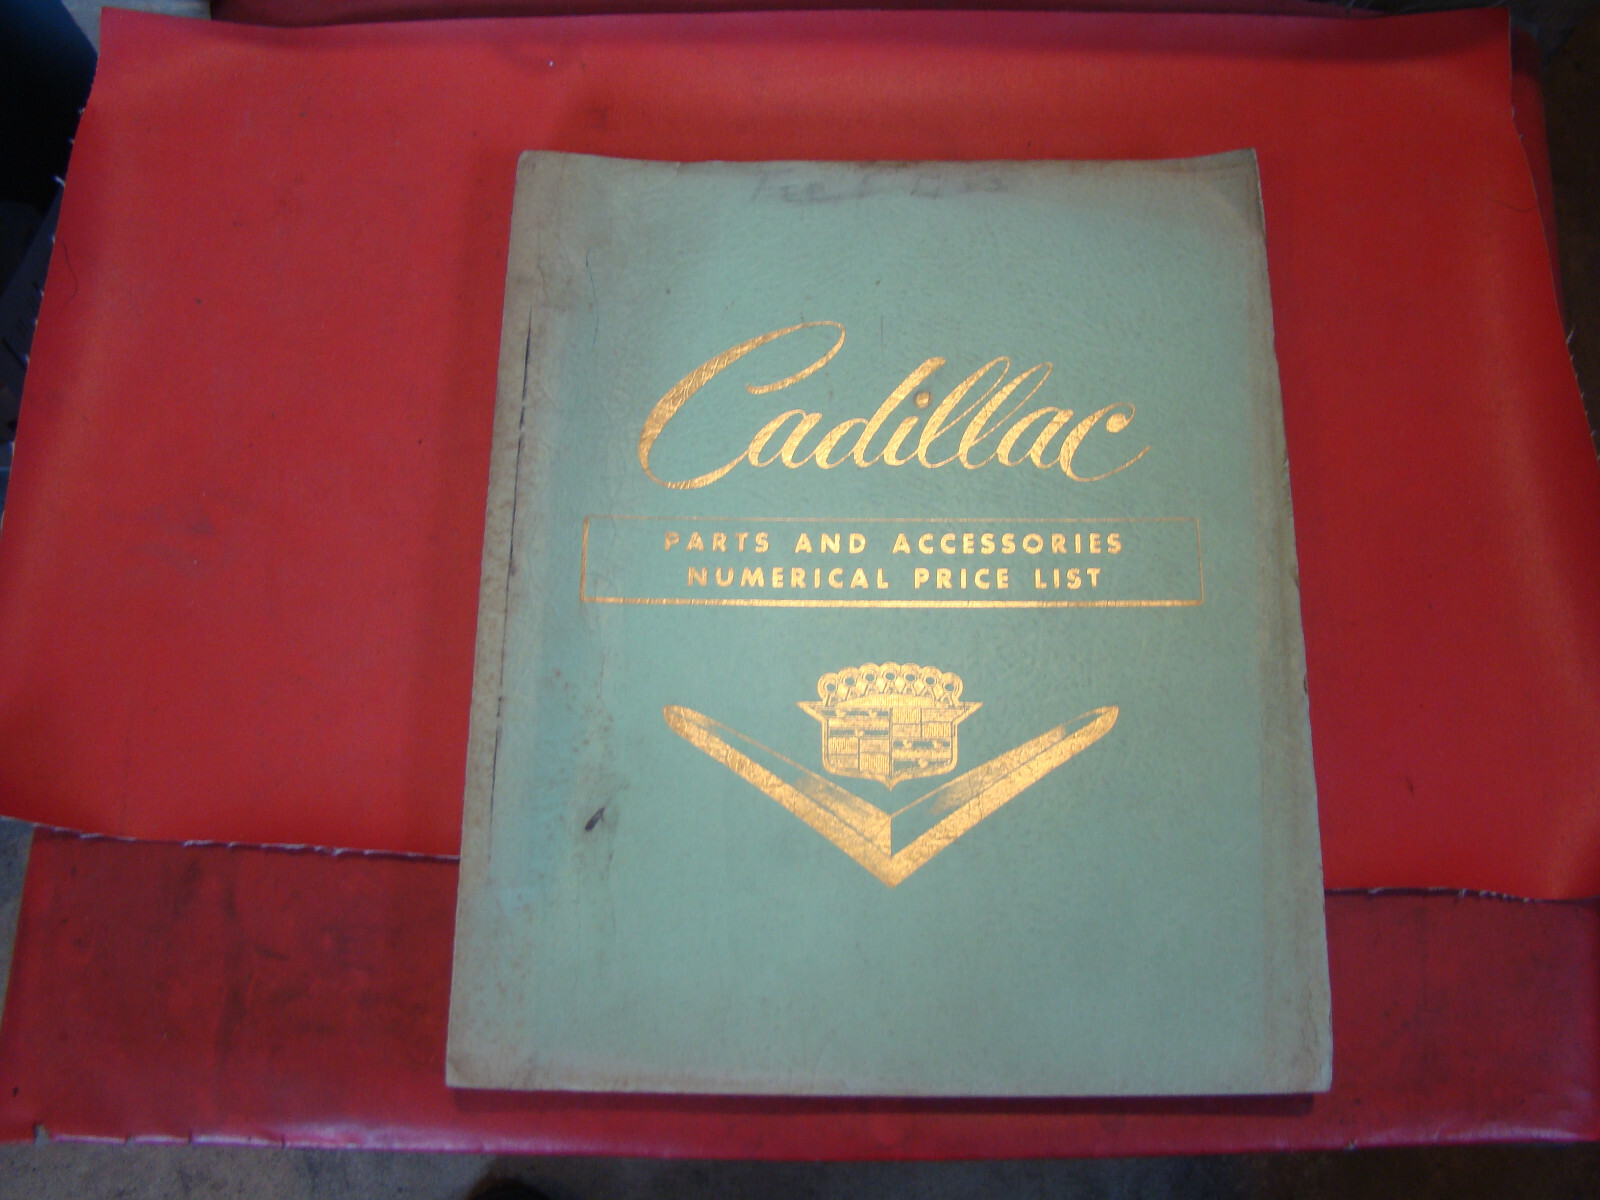 Cadillac
PARTS AND ACCESSORIES
NUMERICAL PRICE LIST